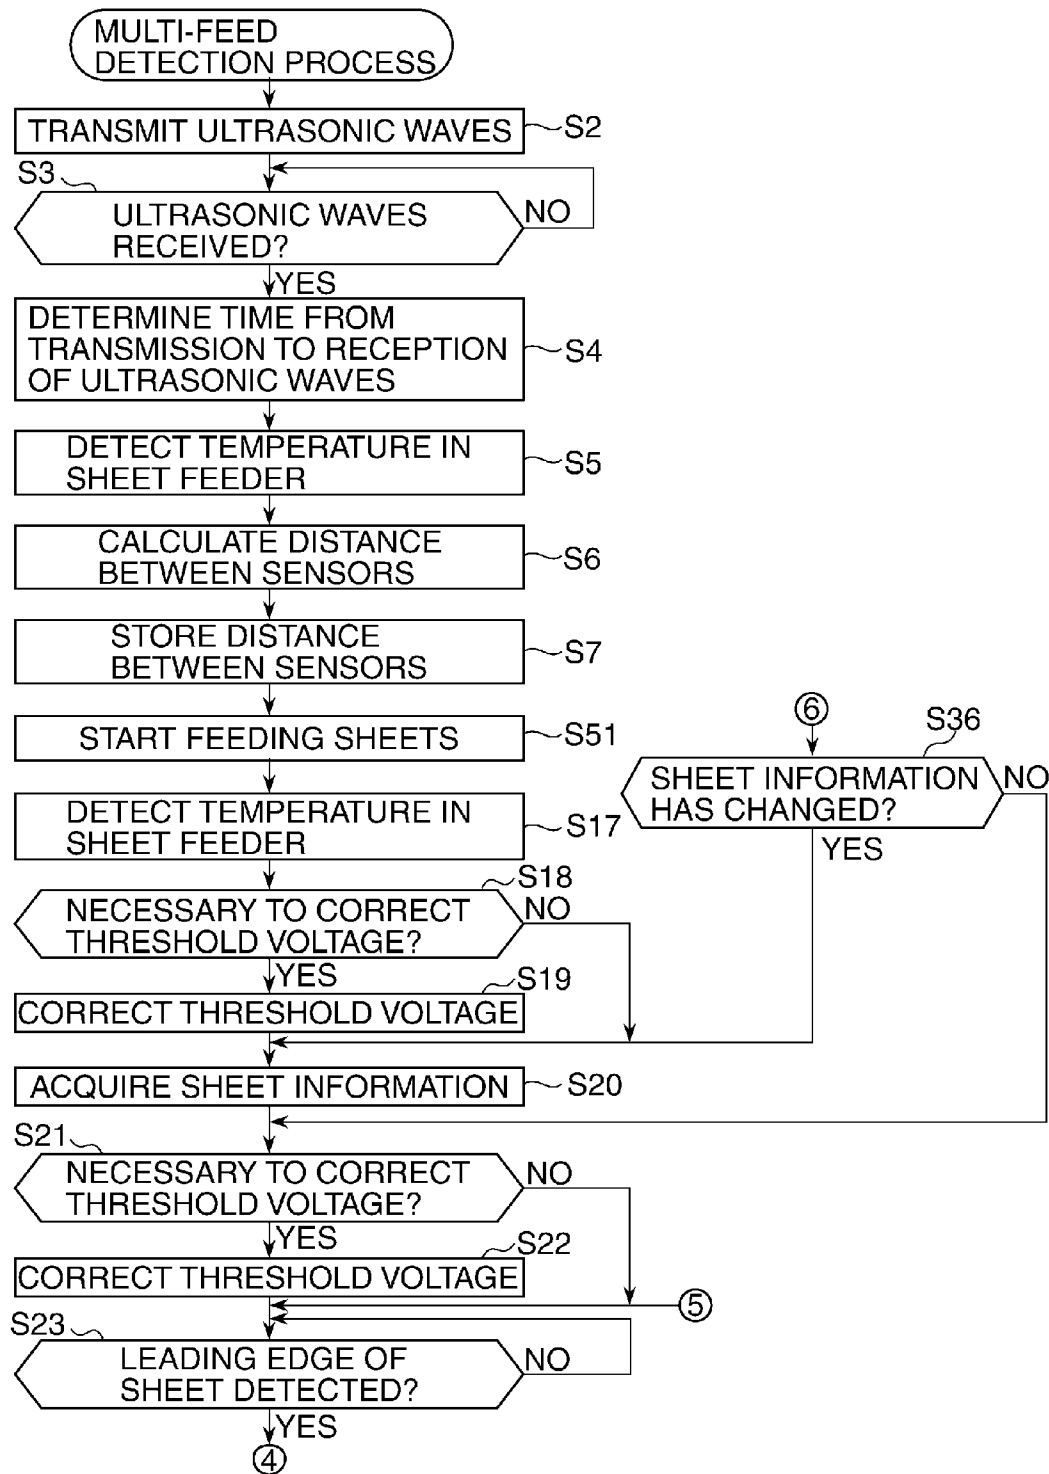 MULTI-FEED
DETECTION PROCESS
TRANSMIT ULTRASONIC WAVES
S2
S3
ULTRASONIC WAVES
RECEIVED?
NO
YES
DETERMINE TIME FROM
TRANSMISSION TO RECEPTION
OF ULTRASONIC WAVES
S4
DETECT TEMPERATURE IN
SHEET FEEDER
S5
CALCULATE DISTANCE
BETWEEN SENSORS
S6
STORE DISTANCE
BETWEEN SENSORS
S7
START FEEDING SHEETS
S51
DETECT TEMPERATURE IN
SHEET FEEDER
S17
6
S36
SHEET INFORMATION
HAS CHANGED?
NO
YES
S18
NECESSARY TO CORRECT
THRESHOLD VOLTAGE?
NO
YES
S19
CORRECT THRESHOLD VOLTAGE
ACQUIRE SHEET INFORMATION
S20
S21
NECESSARY TO CORRECT
THRESHOLD VOLTAGE?
NO
YES
S22
CORRECT THRESHOLD VOLTAGE
5
S23
LEADING EDGE OF
SHEET DETECTED?
NO
YES
4